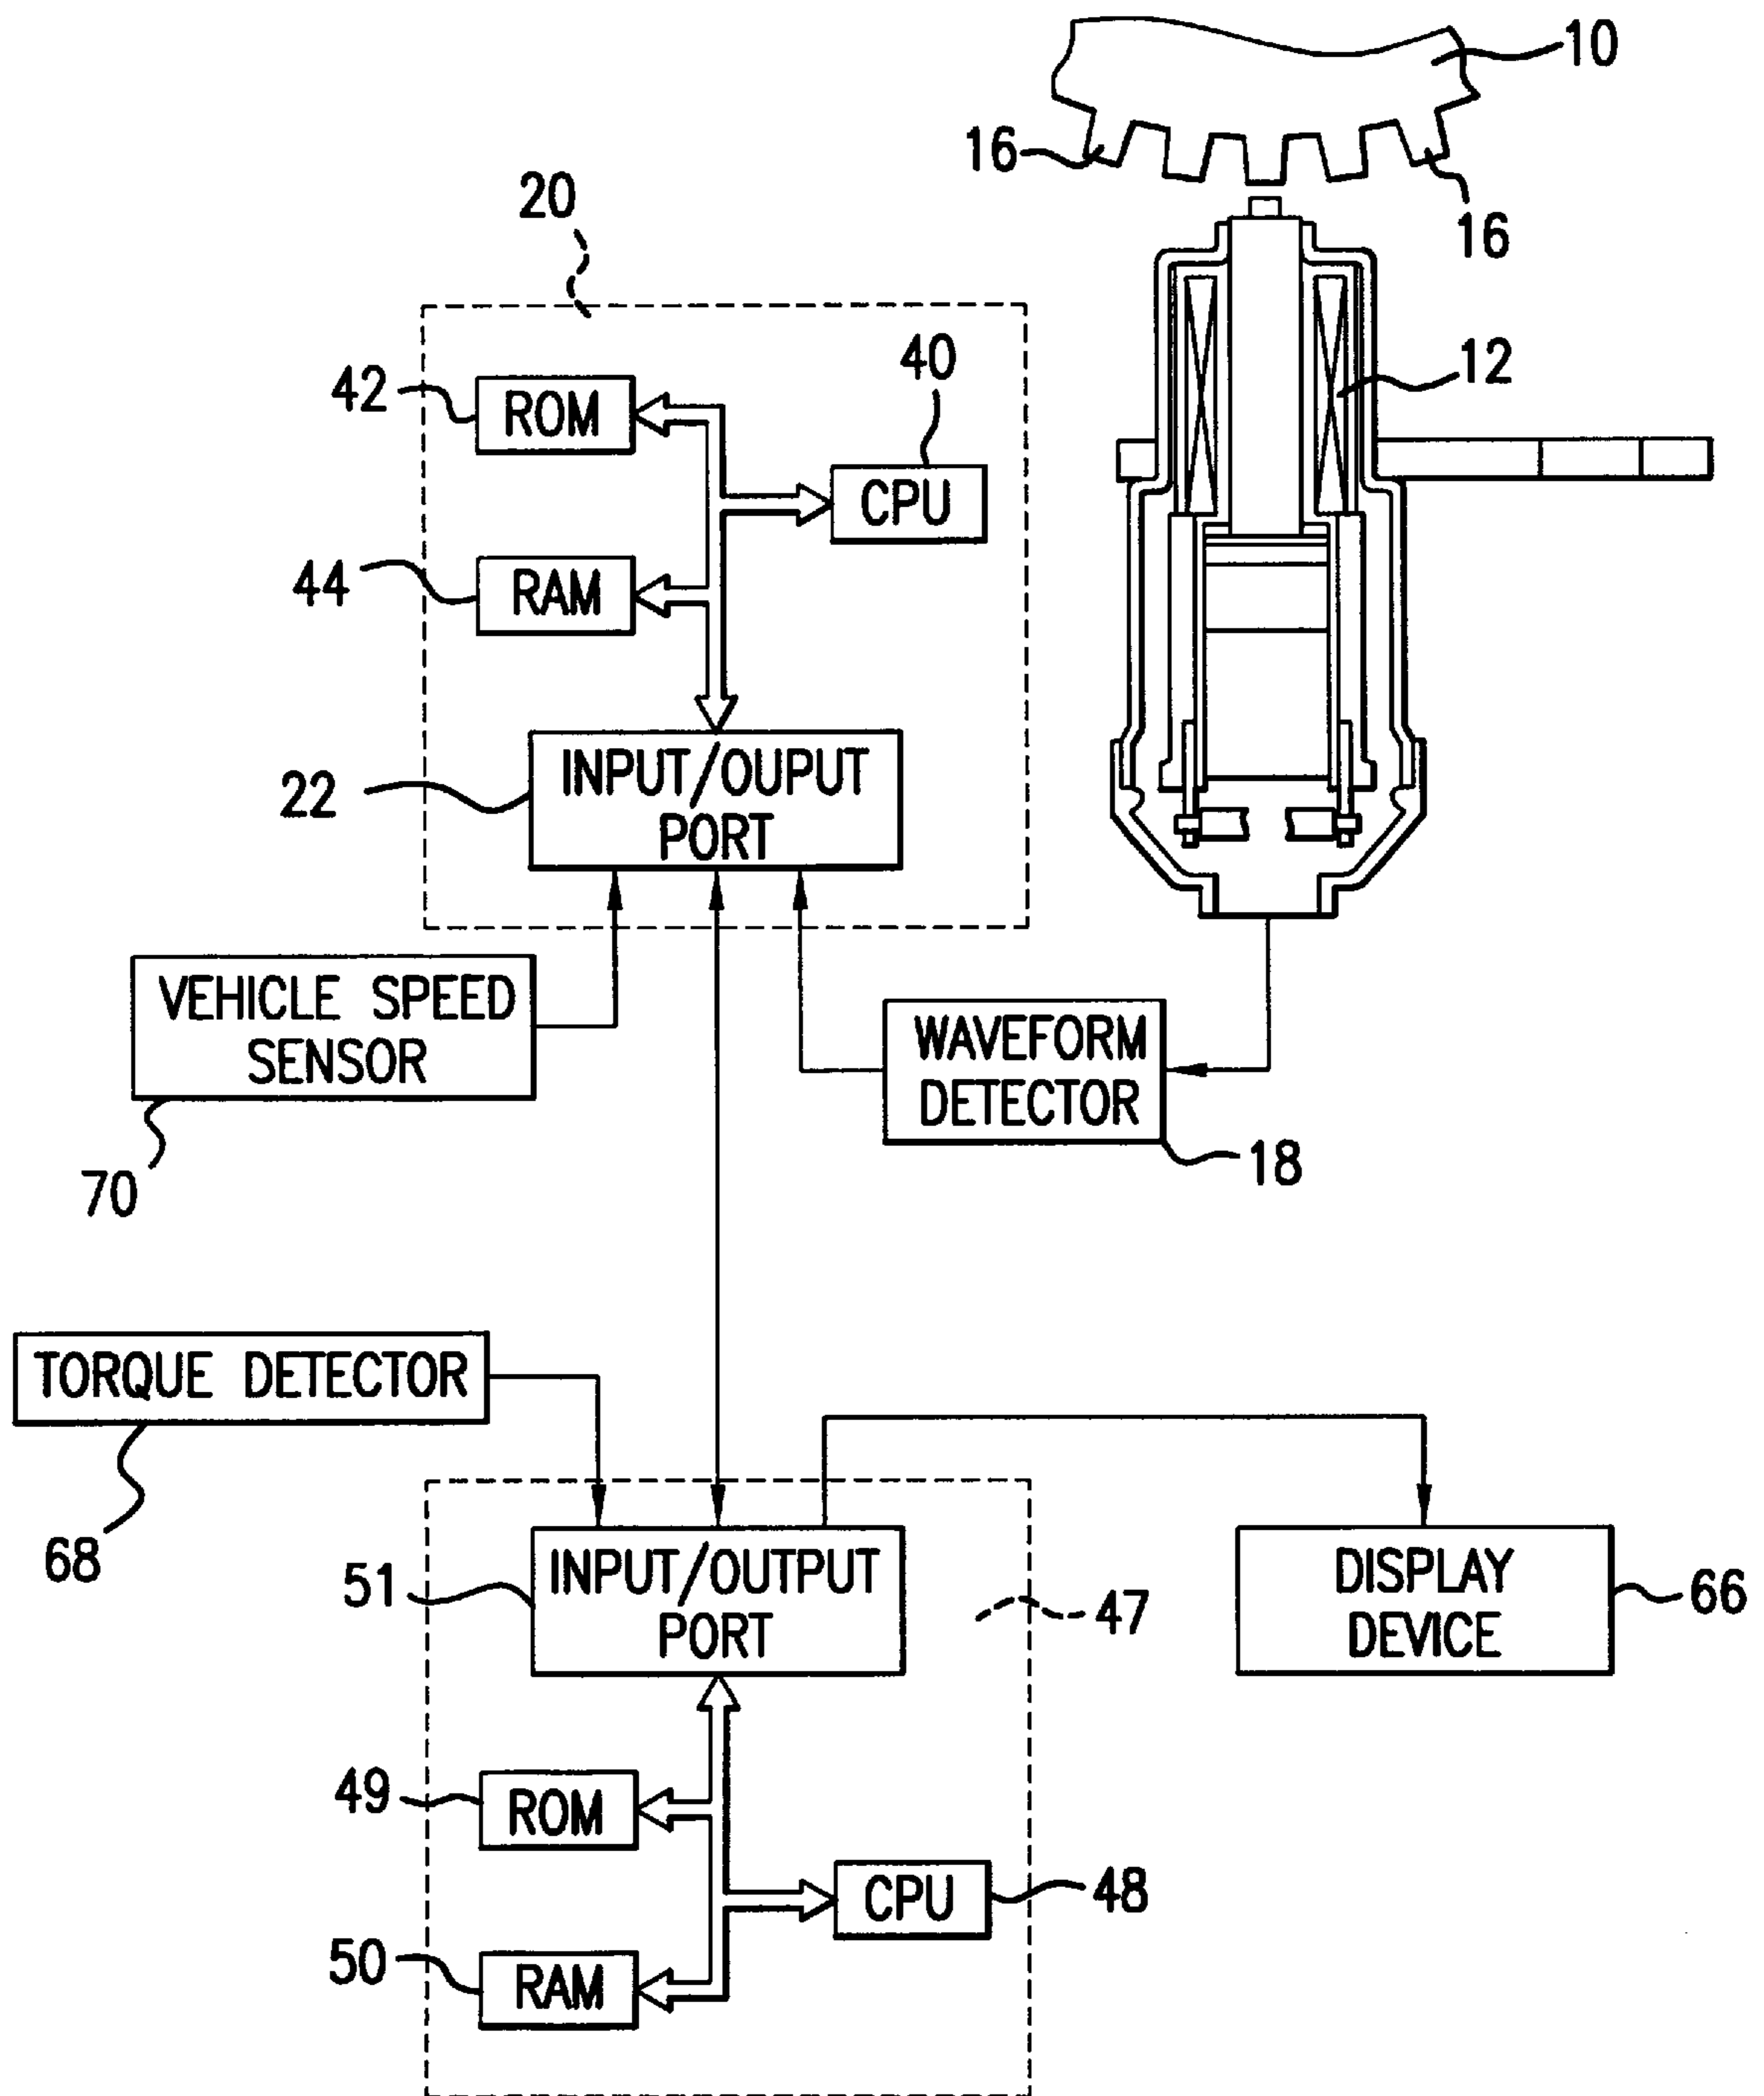 10
16
16
20
12
42
ROM
40
CPU
44
RAM
22
INPUT/OUPUT
PORT
VEHICLE SPEED
SENSOR
70
WAVEFORM
DETECTOR
18
TORQUE DETECTOR
68
51
INPUT/OUTPUT
PORT
47
DISPLAY
DEVICE
66
49
ROM
CPU
48
50
RAM